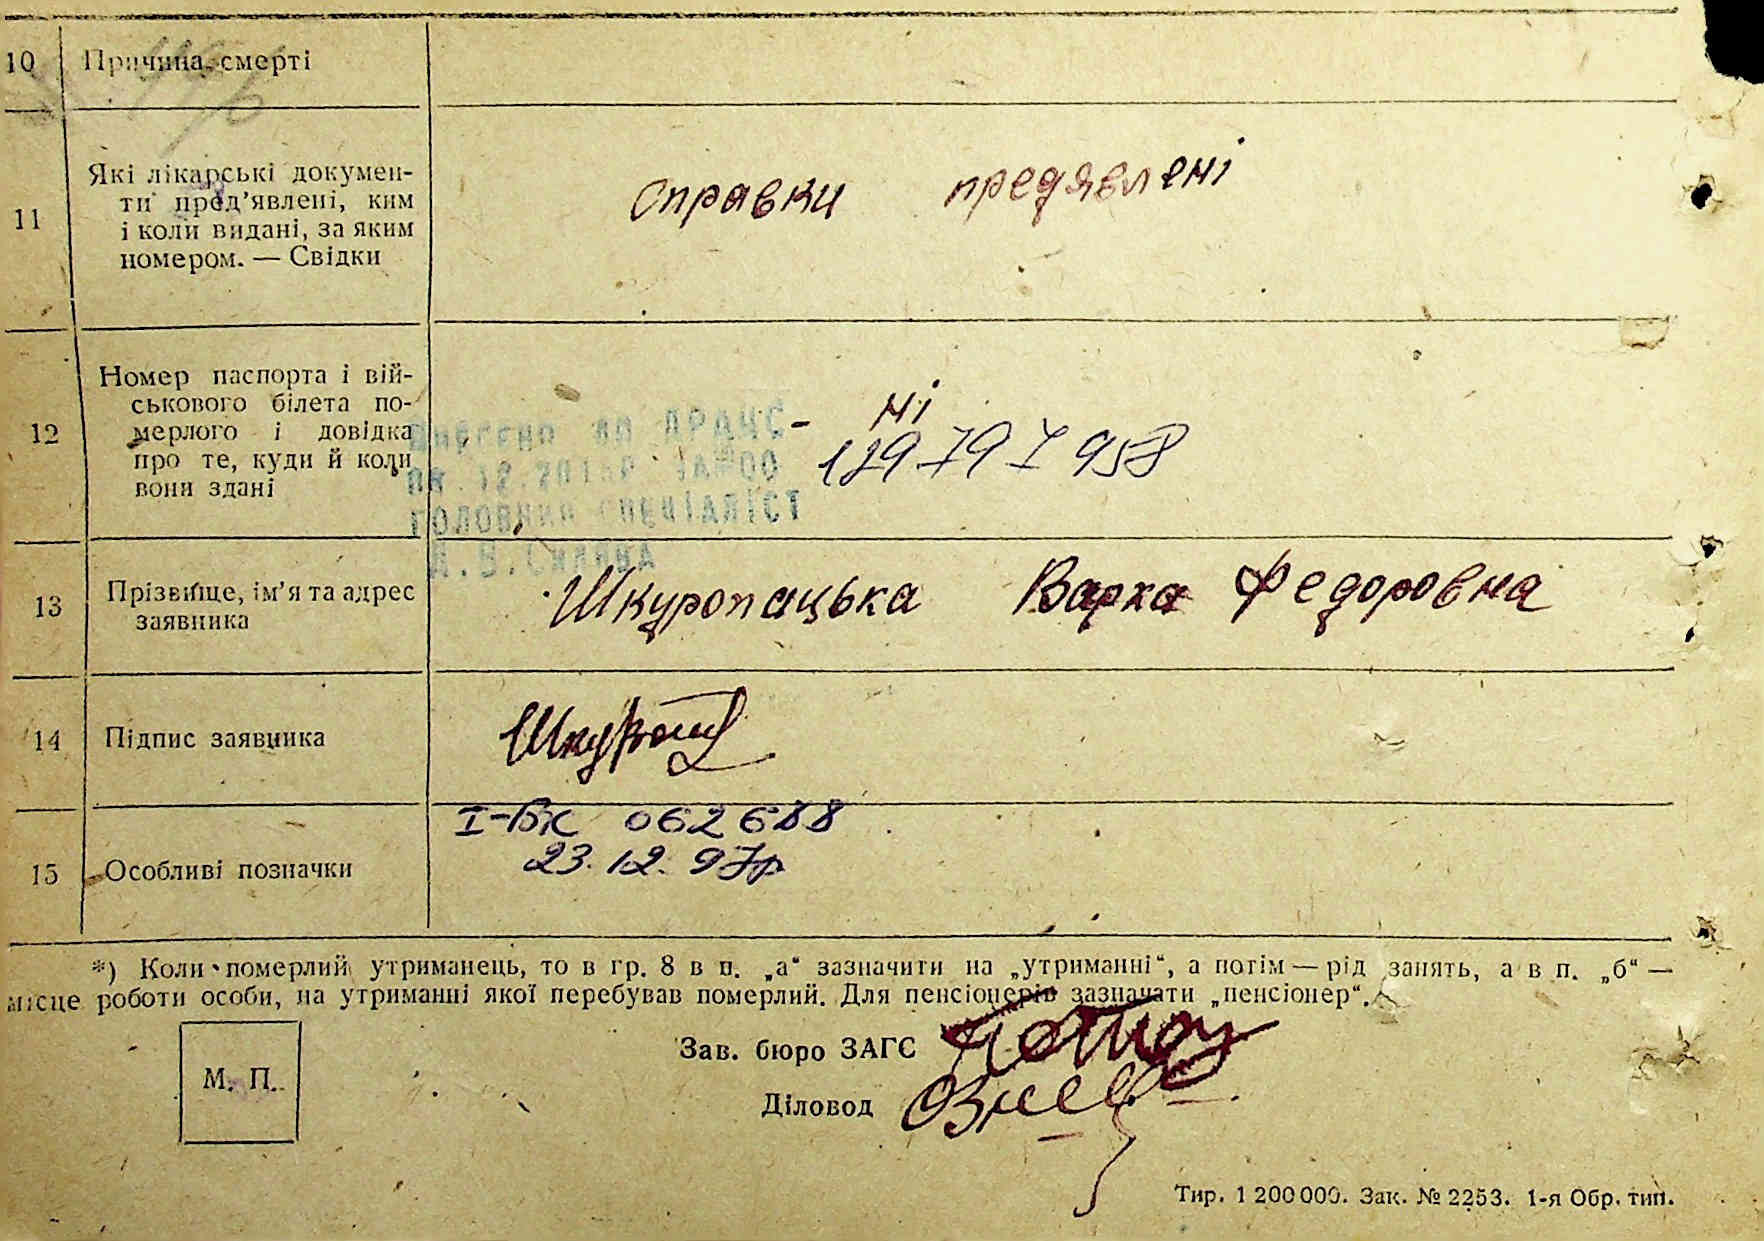 10 Причина смерті
11 Які лікарські докумен-
ти пред’явлені, ким
і коли видані, за яким
номером. — Свідки
Справки предявлені
12 Номер паспорта і вій-
ськового білета по-
мерлого і довідка
про те, куди й коли
вони здані
- ні
ГОЛОВНИЙ СПЕЦІАЛІСТ
13 Прізвище, ім’я та адрес
заявника
Шкуропацька Варка Федоровна
14 Підпис заявника
15 Особливі позначки
I-БК 062688
23.12.97р
*) Коли померлий утриманець, то в гр. 8 в п. „а“ зазначити на „утриманні“, а потім — рід занять, а в п. „б“ —
місце роботи особи, на утриманні якої перебував померлий. Для пенсіонерів зазначати „пенсіонер“.
М. П.
Зав. бюро ЗАГС
Діловод
Тир. 1 200 000. Зак. № 2253. 1-я Обр. тип.